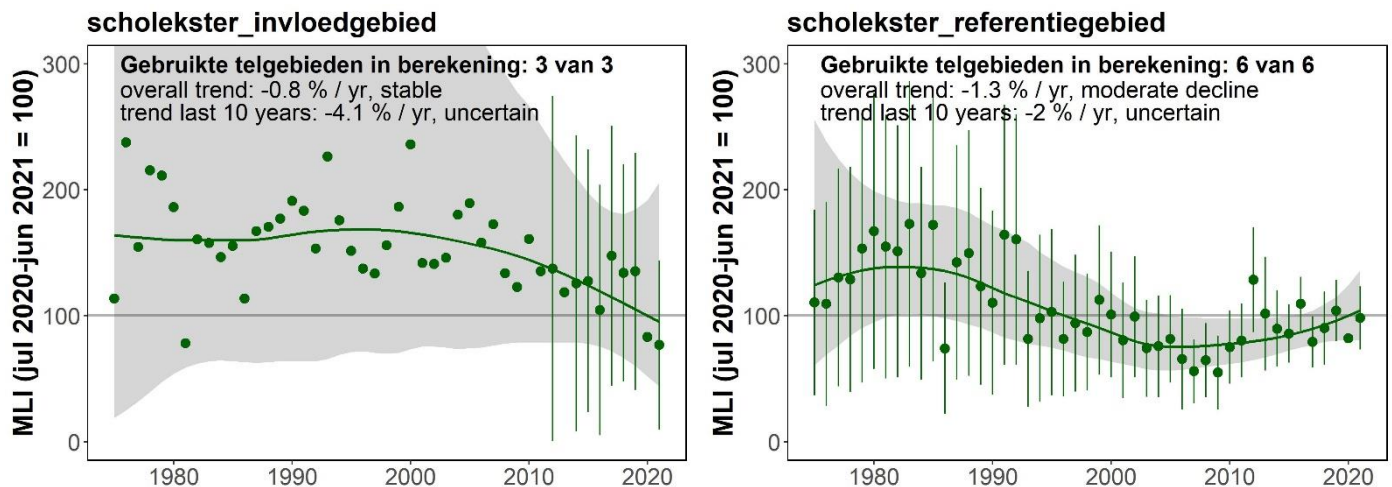 scholekster_invloedgebied
MLI (jul 2020-jun 2021 = 100)
300
200
100
0
Gebruikte telgebieden in berekening: 3 van 3
overall trend: -0.8 % / yr, stable
trend last 10 years: -4.1 % / yr, uncertain
1980
1990
2000
2010
2020
scholekster_referentiegebied
MLI (jul 2020-jun 2021 = 100)
300
200
100
0
Gebruikte telgebieden in berekening: 6 van 6
overall trend: -1.3 % / yr, moderate decline
trend last 10 years: -2 % / yr, uncertain
1980
1990
2000
2010
2020